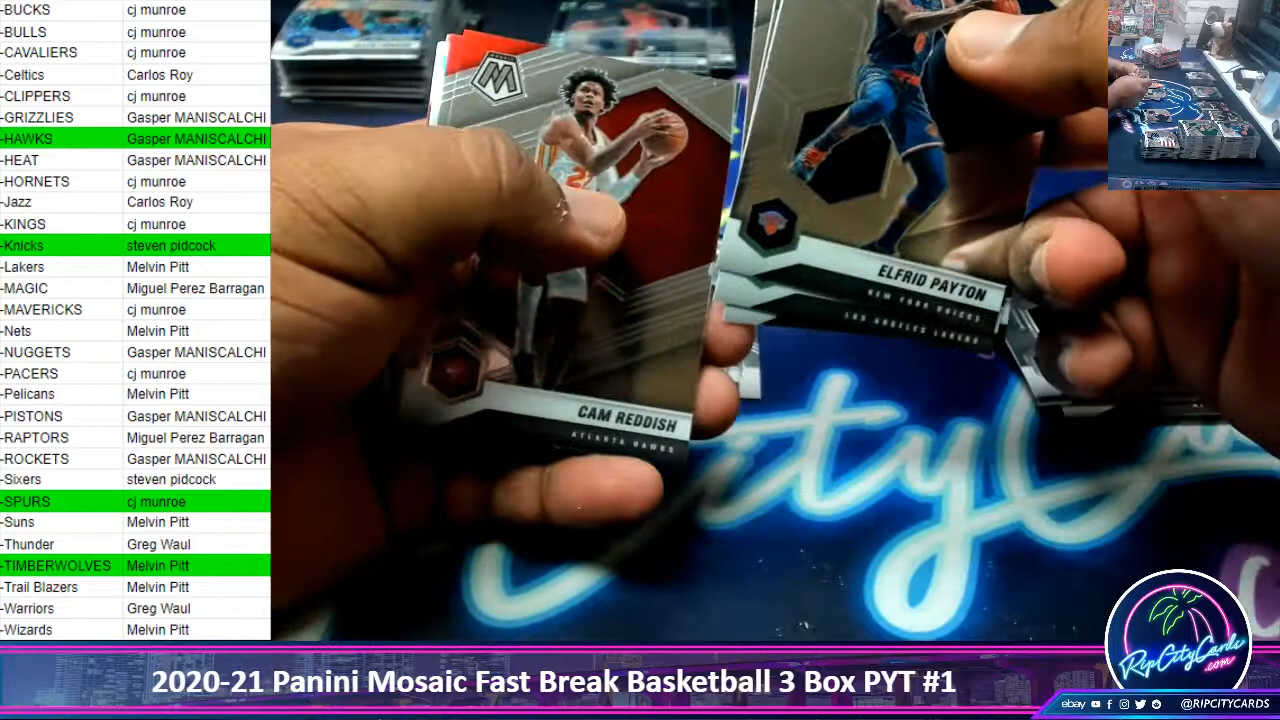 -BUCKS cj munroe
-BULLS cj munroe
-CAVALIERS cj munroe
-Celtics Carlos Roy
-CLIPPERS cj munroe
-GRIZZLIES Gasper MANISCALCHI
-HAWKS Gasper MANISCALCHI
-HEAT Gasper MANISCALCHI
-HORNETS cj munroe
-Jazz Carlos Roy
-KINGS cj munroe
-Knicks steven pidcock
-Lakers Melvin Pitt
-MAGIC Miguel Perez Barragan
-MAVERICKS cj munroe
-Nets Melvin Pitt
-NUGGETS Gasper MANISCALCHI
-PACERS cj munroe
-Pelicans Melvin Pitt
-PISTONS Gasper MANISCALCHI
-RAPTORS Miguel Perez Barragan
-ROCKETS Gasper MANISCALCHI
-Sixers steven pidcock
-SPURS cj munroe
-Suns Melvin Pitt
-Thunder Greg Waul
-TIMBERWOLVES Melvin Pitt
-Trail Blazers Melvin Pitt
-Warriors Greg Waul
-Wizards Melvin Pitt
M
ELFRID PAYTON
NEW YORK KNICKS
LOS ANGELES LAKERS
CAM REDDISH
ATLANTA HAWKS
ty
RipCityCards
.com
2020-21 Panini Mosaic Fast Break Basketball 3 Box PYT #1
ebay @RIPCITYCARDS